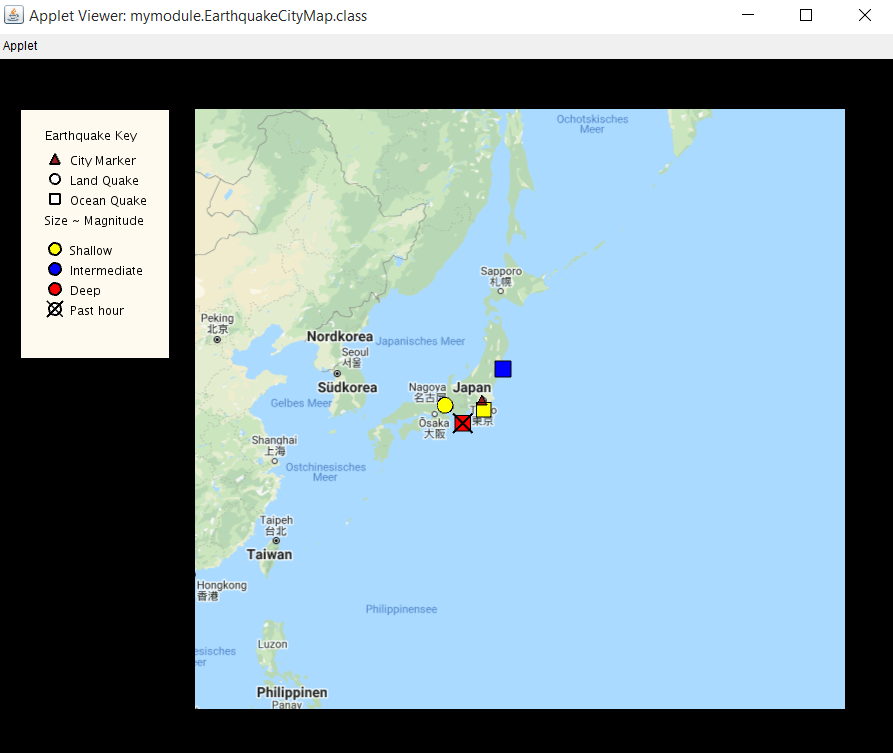 Applet Viewer: mymodule.EarthquakeCityMap.class
Applet
Earthquake Key
City Marker
Land Quake
Ocean Quake
Size ~ Magnitude
Shallow
Intermediate
Deep
Past hour
Ochotskisches
Meer
Sapporo
札幌
Peking
北京
Nordkorea
Japanisches Meer
Seoul
서울
Südkorea
Nagoya
名古屋
Japan
Gelbes Meer
東京
Ōsaka
大阪
Shanghai
上海
Ostchinesisches
Meer
Taipeh
台北
Taiwan
Hongkong
香港
Philippinensee
Luzon
esisches
eer
Philippinen
Panay